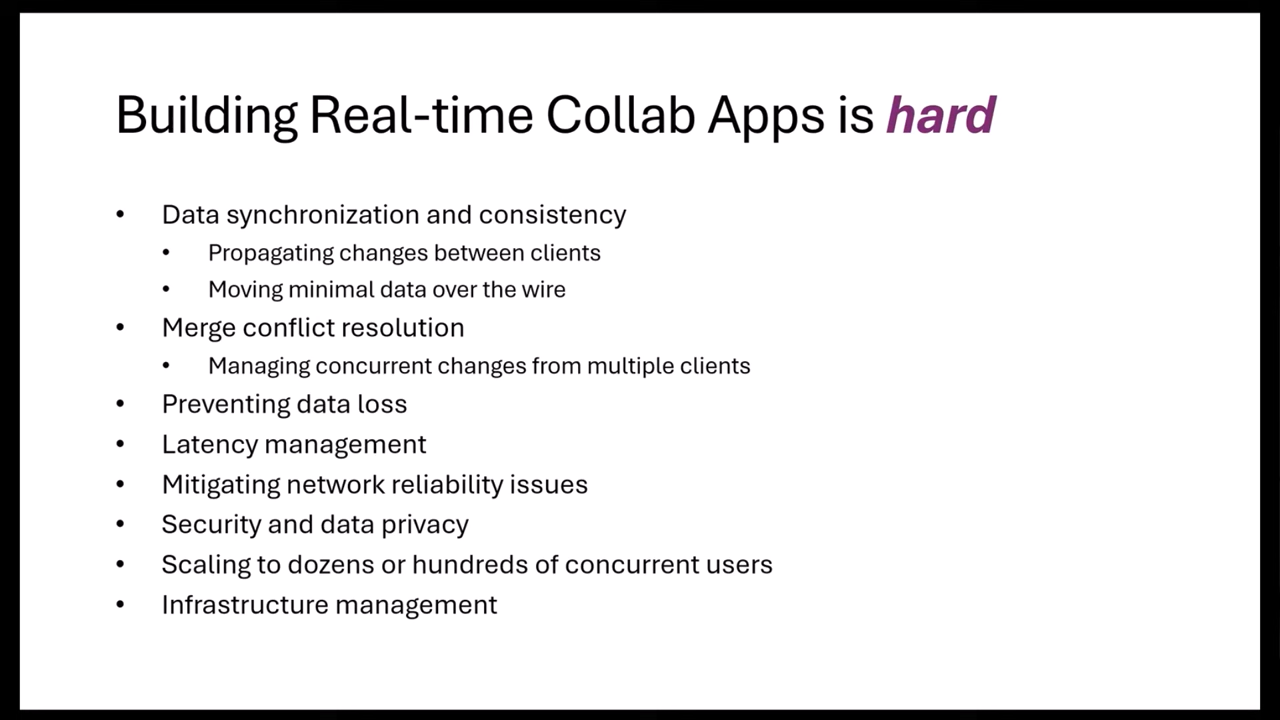 Building Real-time Collab Apps is hard
• Data synchronization and consistency
• Propagating changes between clients
• Moving minimal data over the wire
• Merge conflict resolution
• Managing concurrent changes from multiple clients
• Preventing data loss
• Latency management
• Mitigating network reliability issues
• Security and data privacy
• Scaling to dozens or hundreds of concurrent users
• Infrastructure management